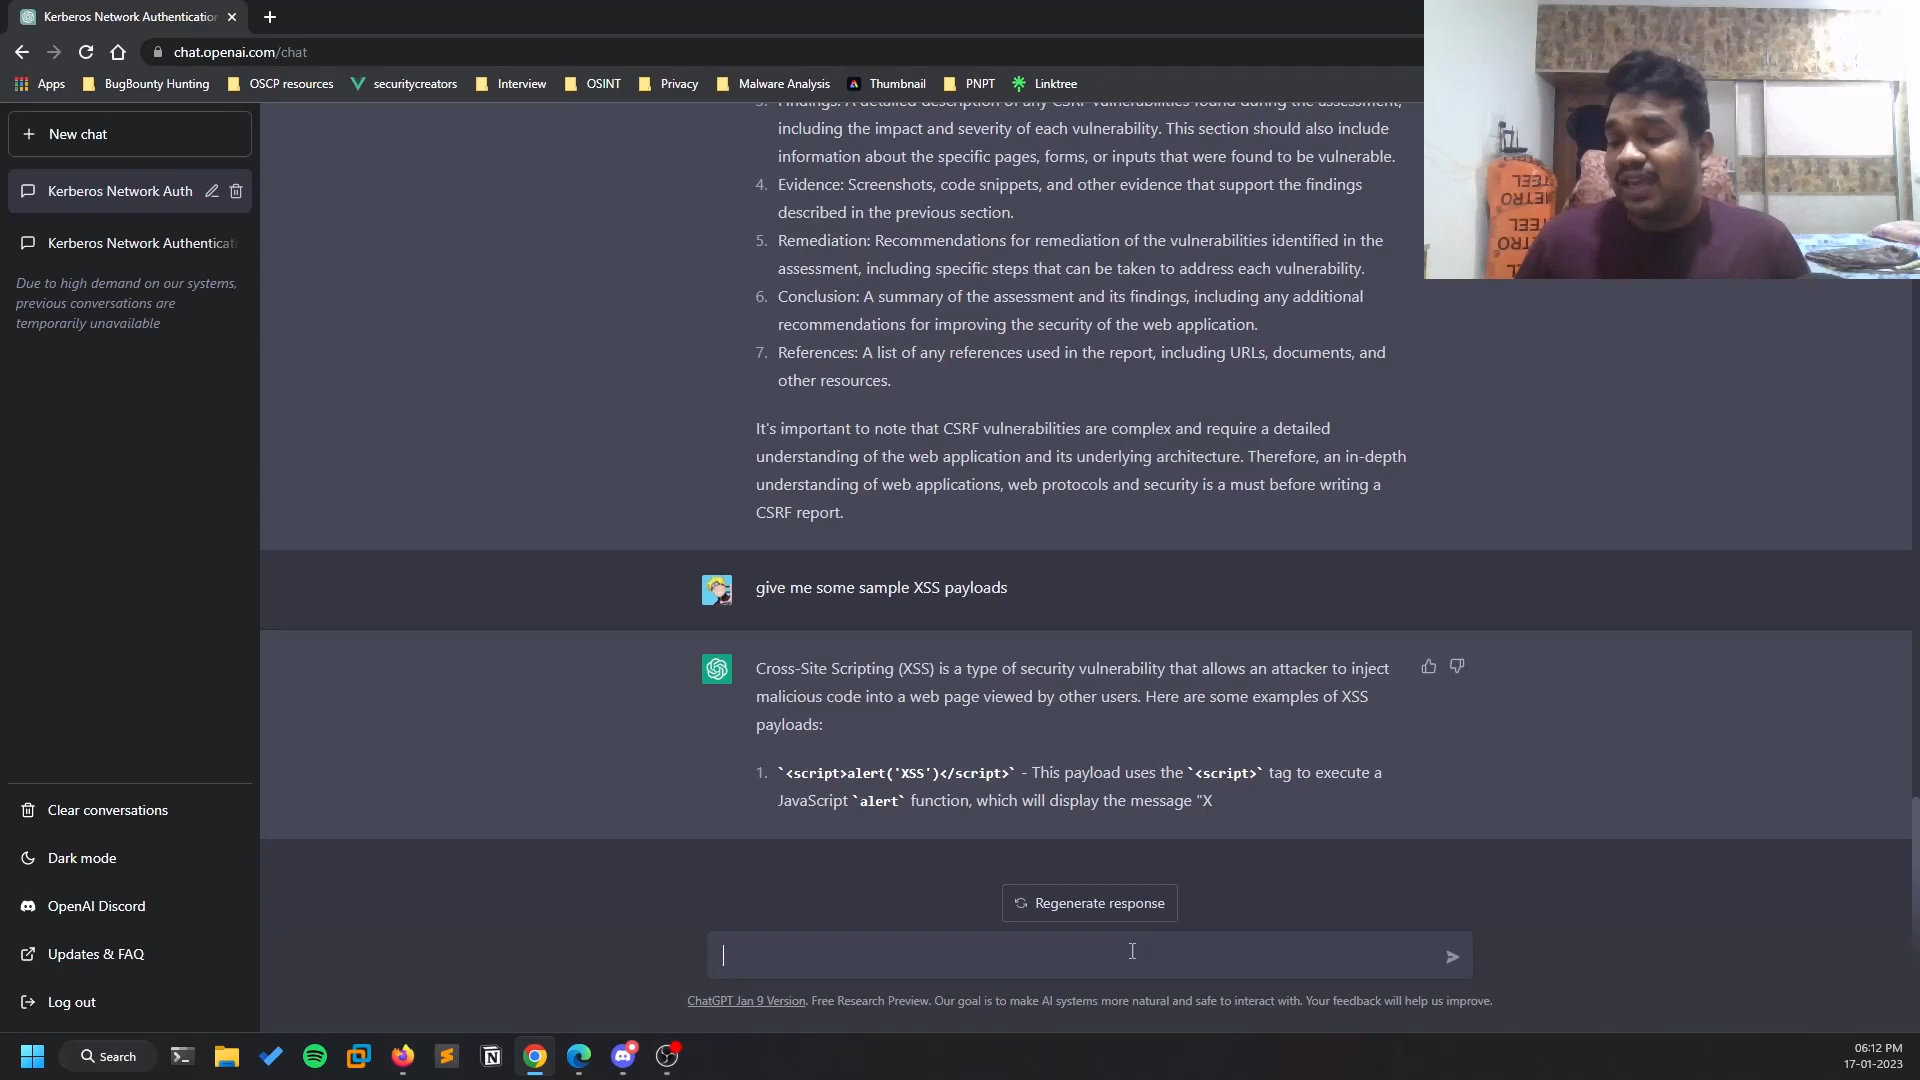 Kerberos Network Authentication
chat.openai.com/chat
Apps
BugBounty Hunting
OSCP resources
securitycreators
Interview
OSINT
Privacy
Malware Analysis
Thumbnail
PNPT
Linktree
New chat
Kerberos Network Auth
Kerberos Network Authenticat
Due to high demand on our systems,
previous conversations are
temporarily unavailable
3. Findings: A detailed description of any CSRF vulnerabilities found during the assessment,
including the impact and severity of each vulnerability. This section should also include
information about the specific pages, forms, or inputs that were found to be vulnerable.
4. Evidence: Screenshots, code snippets, and other evidence that support the findings
described in the previous section.
5. Remediation: Recommendations for remediation of the vulnerabilities identified in the
assessment, including specific steps that can be taken to address each vulnerability.
6. Conclusion: A summary of the assessment and its findings, including any additional
recommendations for improving the security of the web application.
7. References: A list of any references used in the report, including URLs, documents, and
other resources.
It's important to note that CSRF vulnerabilities are complex and require a detailed
understanding of the web application and its underlying architecture. Therefore, an in-depth
understanding of web applications, web protocols and security is a must before writing a
CSRF report.
give me some sample XSS payloads
Cross-Site Scripting (XSS) is a type of security vulnerability that allows an attacker to inject
malicious code into a web page viewed by other users. Here are some examples of XSS
payloads:
1. `<script>alert('XSS')</script>` - This payload uses the `<script>` tag to execute a
JavaScript `alert` function, which will display the message "X
Clear conversations
Dark mode
OpenAI Discord
Updates & FAQ
Log out
Regenerate response
ChatGPT Jan 9 Version. Free Research Preview. Our goal is to make AI systems more natural and safe to interact with. Your feedback will help us improve.
Search
06:12 PM
17-01-2023